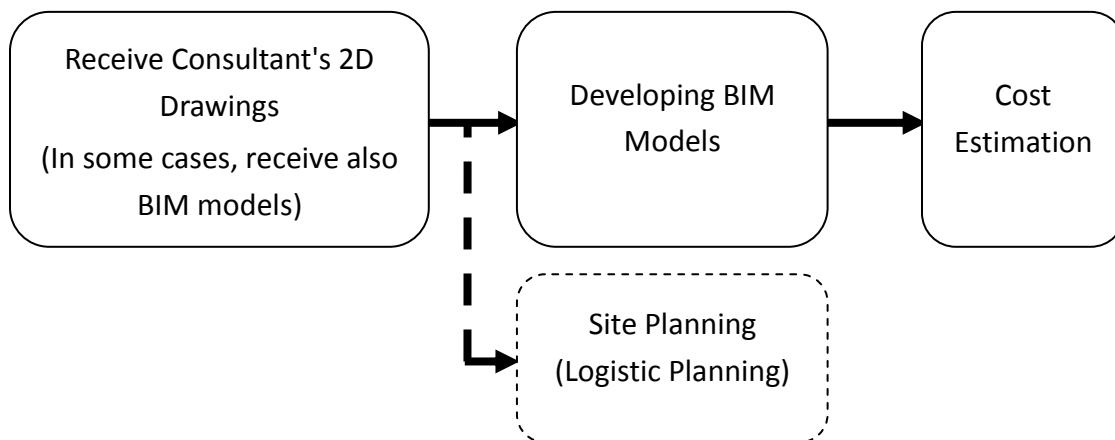 Receive Consultant's 2D
Drawings
(In some cases, receive also
BIM models)
Developing BIM
Models
Cost
Estimation
Site Planning
(Logistic Planning)